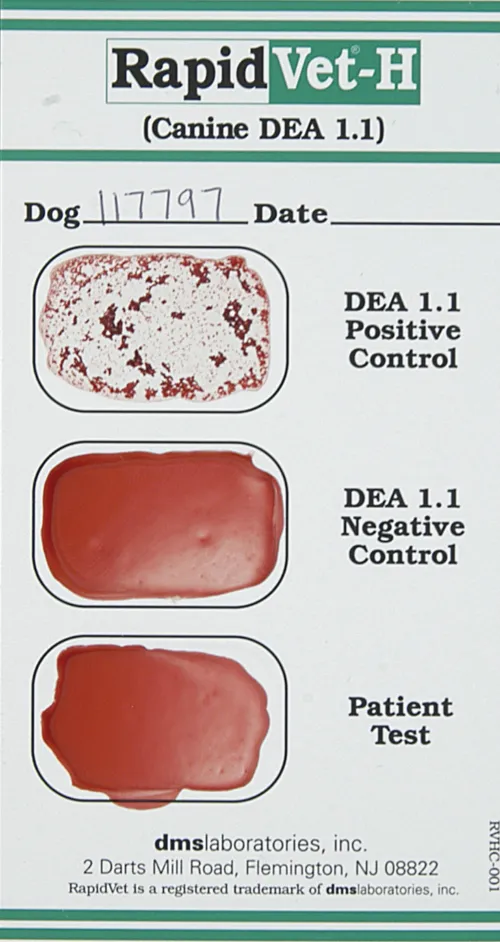 RapidVet®-H
(Canine DEA 1.1)
Dog 117797 Date
DEA 1.1
Positive
Control
DEA 1.1
Negative
Control
Patient
Test
dmslaboratories, inc.
2 Darts Mill Road, Flemington, NJ 08822
RapidVet is a registered trademark of dmslaboratories, inc.
RVHC-001